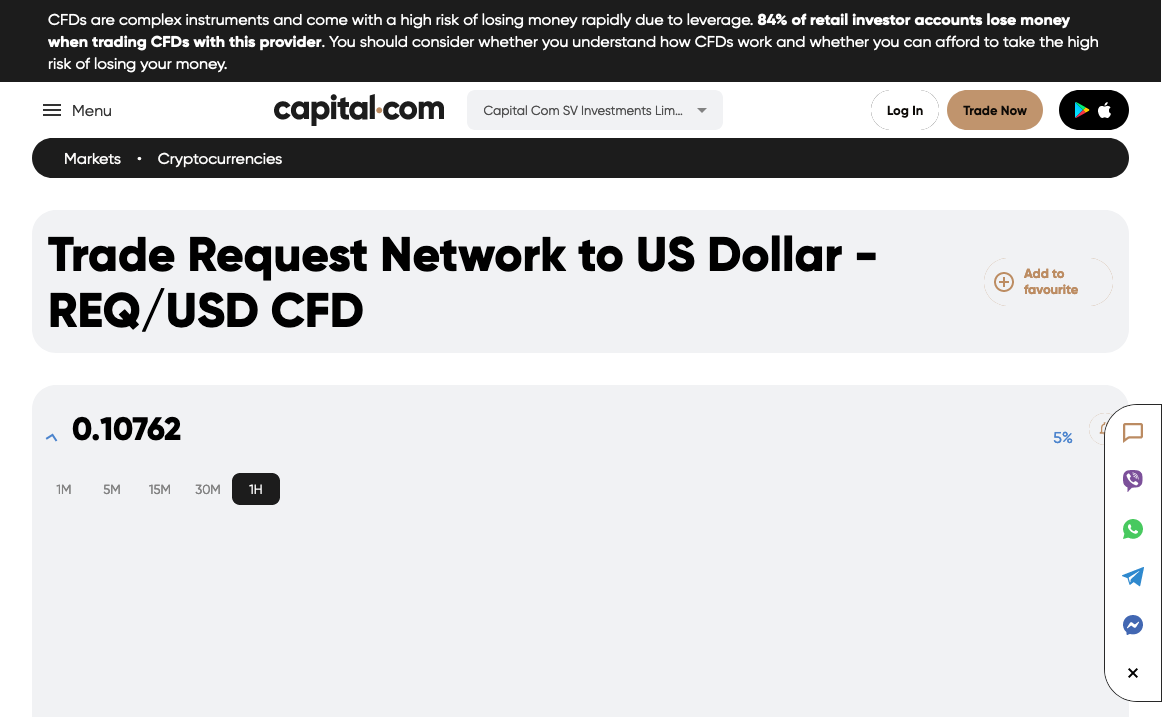 CFDs are complex instruments and come with a high risk of losing money rapidly due to leverage. 84% of retail investor accounts lose money
when trading CFDs with this provider. You should consider whether you understand how CFDs work and whether you can afford to take the high
risk of losing your money.
Menu
capital.com
Capital Com SV Investments Lim...
Log In
Trade Now
Markets • Cryptocurrencies
Trade Request Network to US Dollar -
REQ/USD CFD
Add to
favourite
0.10762
5%
1M 5M 15M 30M 1H